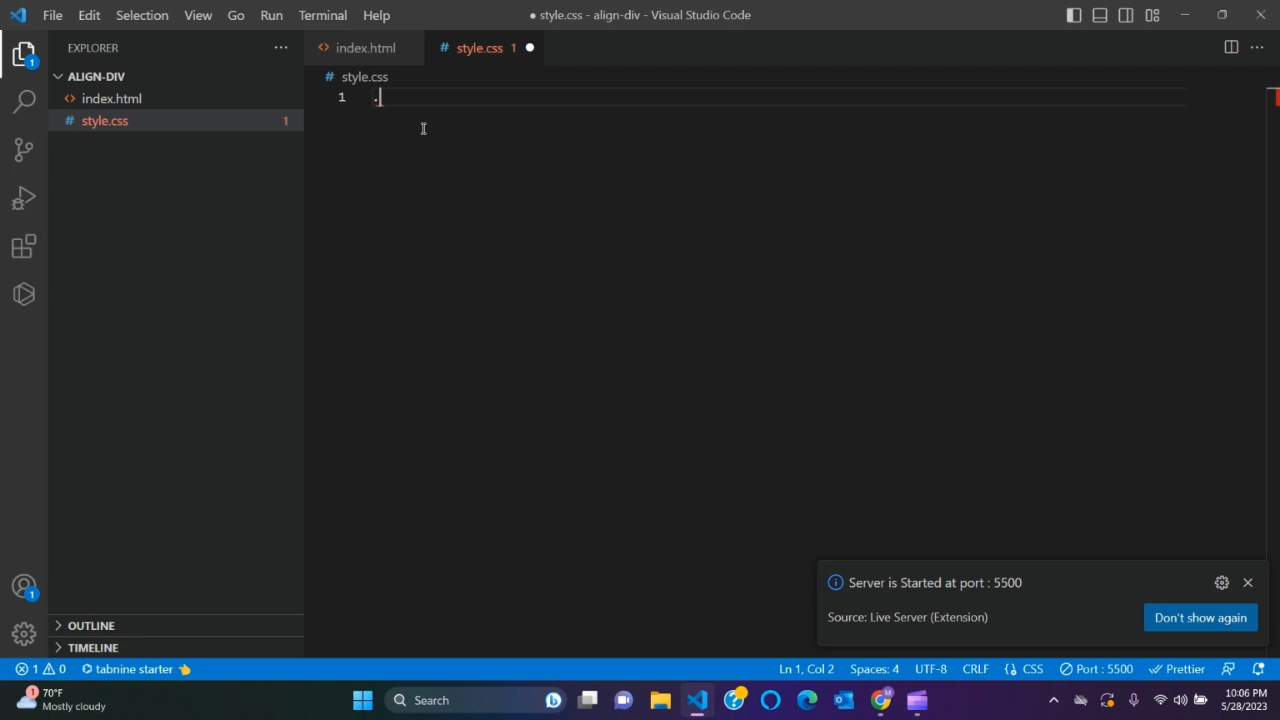 File Edit Selection View Go Run Terminal Help
● style.css - align-div - Visual Studio Code
EXPLORER
index.html
style.css 1
ALIGN-DIV
style.css
index.html
1 .
style.css 1
1
Server is Started at port : 5500
Source: Live Server (Extension)
Don't show again
OUTLINE
TIMELINE
1
1 0 tabnine starter 👈 Ln 1, Col 2 Spaces: 4 UTF-8 CRLF {} CSS Port : 5500 Prettier
1
70°F
Mostly cloudy
Search
M
10:06 PM
5/28/2023